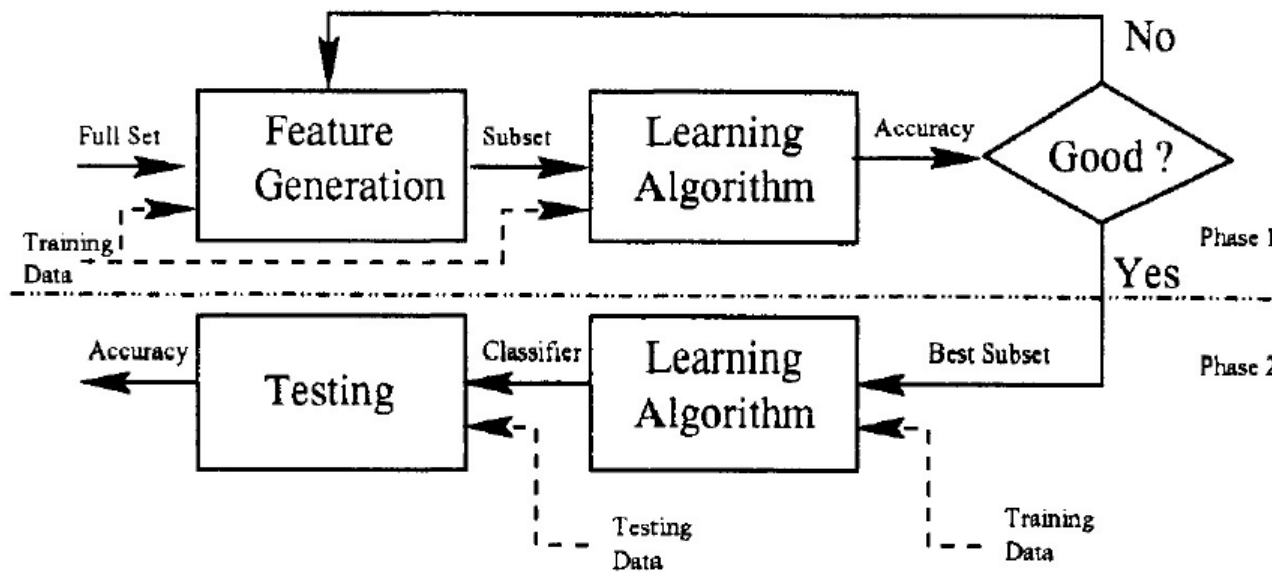 No
Full Set
Feature
Generation
Subset
Learning
Algorithm
Accuracy
Good ?
Training
Data
Phase 1
Yes
Accuracy
Testing
Classifier
Learning
Algorithm
Best Subset
Phase 2
Testing
Data
Training
Data